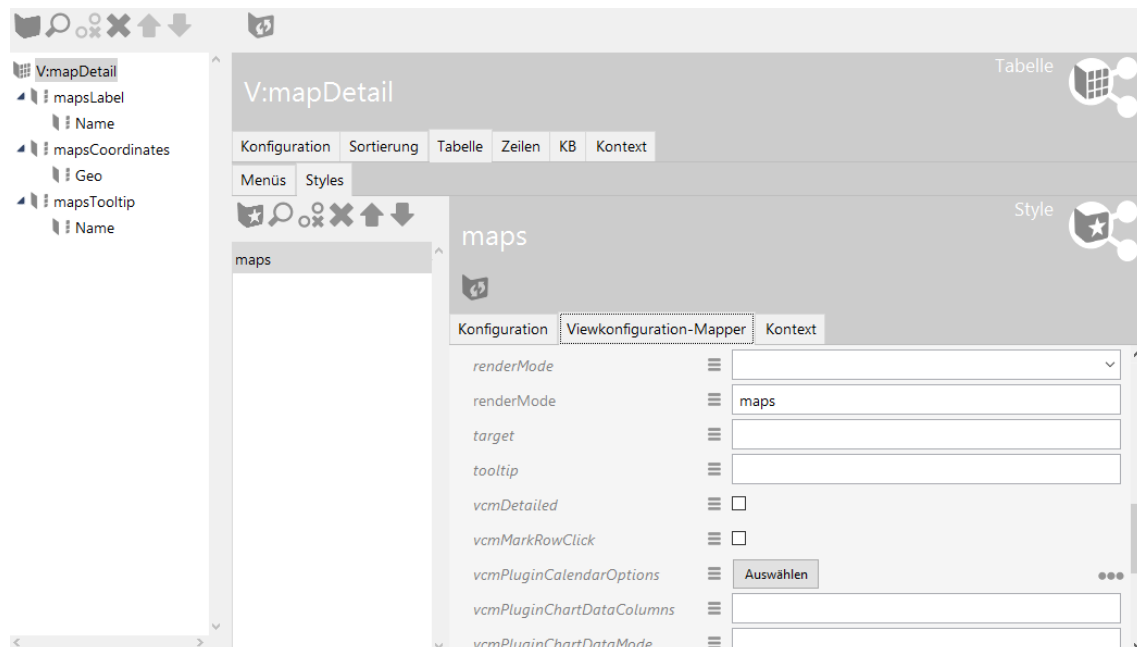 V:mapDetail
mapsLabel
Name
mapsCoordinates
Geo
mapsTooltip
Name
Tabelle
V:mapDetail
Konfiguration Sortierung Tabelle Zeilen KB Kontext
Menüs Styles
maps
Style
maps
Konfiguration Viewkonfiguration-Mapper Kontext
renderMode
renderMode maps
target
tooltip
vcmDetailed
vcmMarkRowClick
vcmPluginCalendarOptions Auswählen
vcmPluginChartDataColumns
vcmPluginChartDataMode